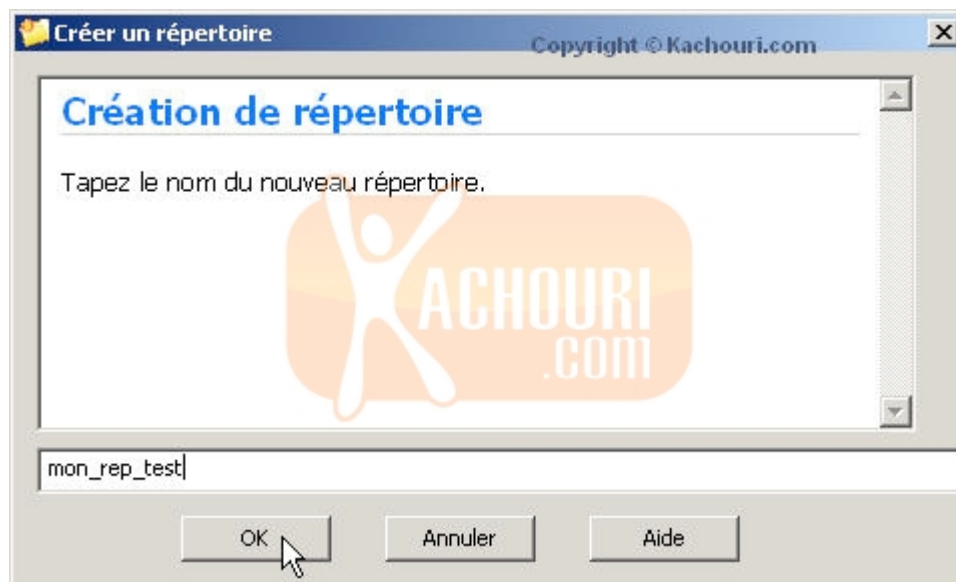 Créer un répertoire
Copyright © Kachouri.com
Création de répertoire
Tapez le nom du nouveau répertoire.
KACHOURI
.COM
mon_rep_test
OK
Annuler
Aide